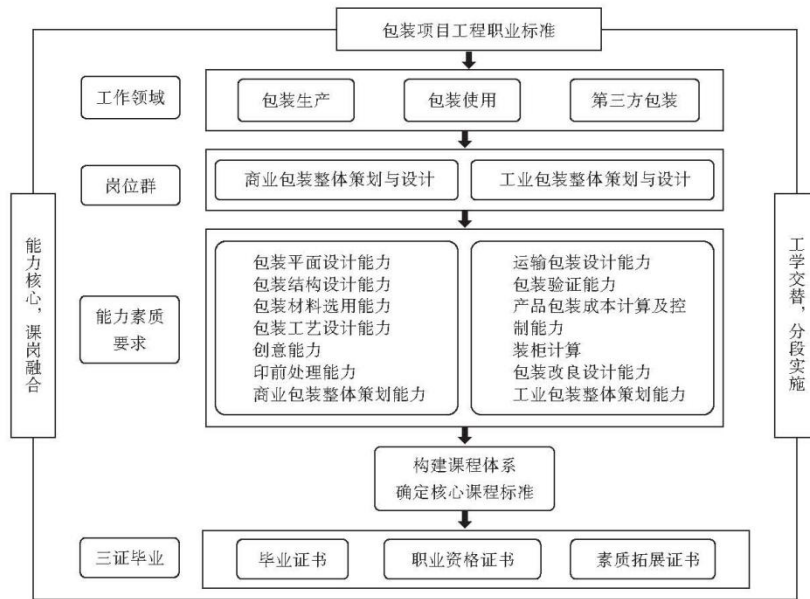 包装项目工程职业标准
工作领域
包装生产
包装使用
第三方包装
岗位群
商业包装整体策划与设计
工业包装整体策划与设计
能力核心，课岗融合
能力素质
要求
包装平面设计能力
包装结构设计能力
包装材料选用能力
包装工艺设计能力
创意能力
印前处理能力
商业包装整体策划能力
运输包装设计能力
包装验证能力
产品包装成本计算及控
制能力
装柜计算
包装改良设计能力
工业包装整体策划能力
工学交替，分段实施
构建课程体系
确定核心课程标准
三证毕业
毕业证书
职业资格证书
素质拓展证书